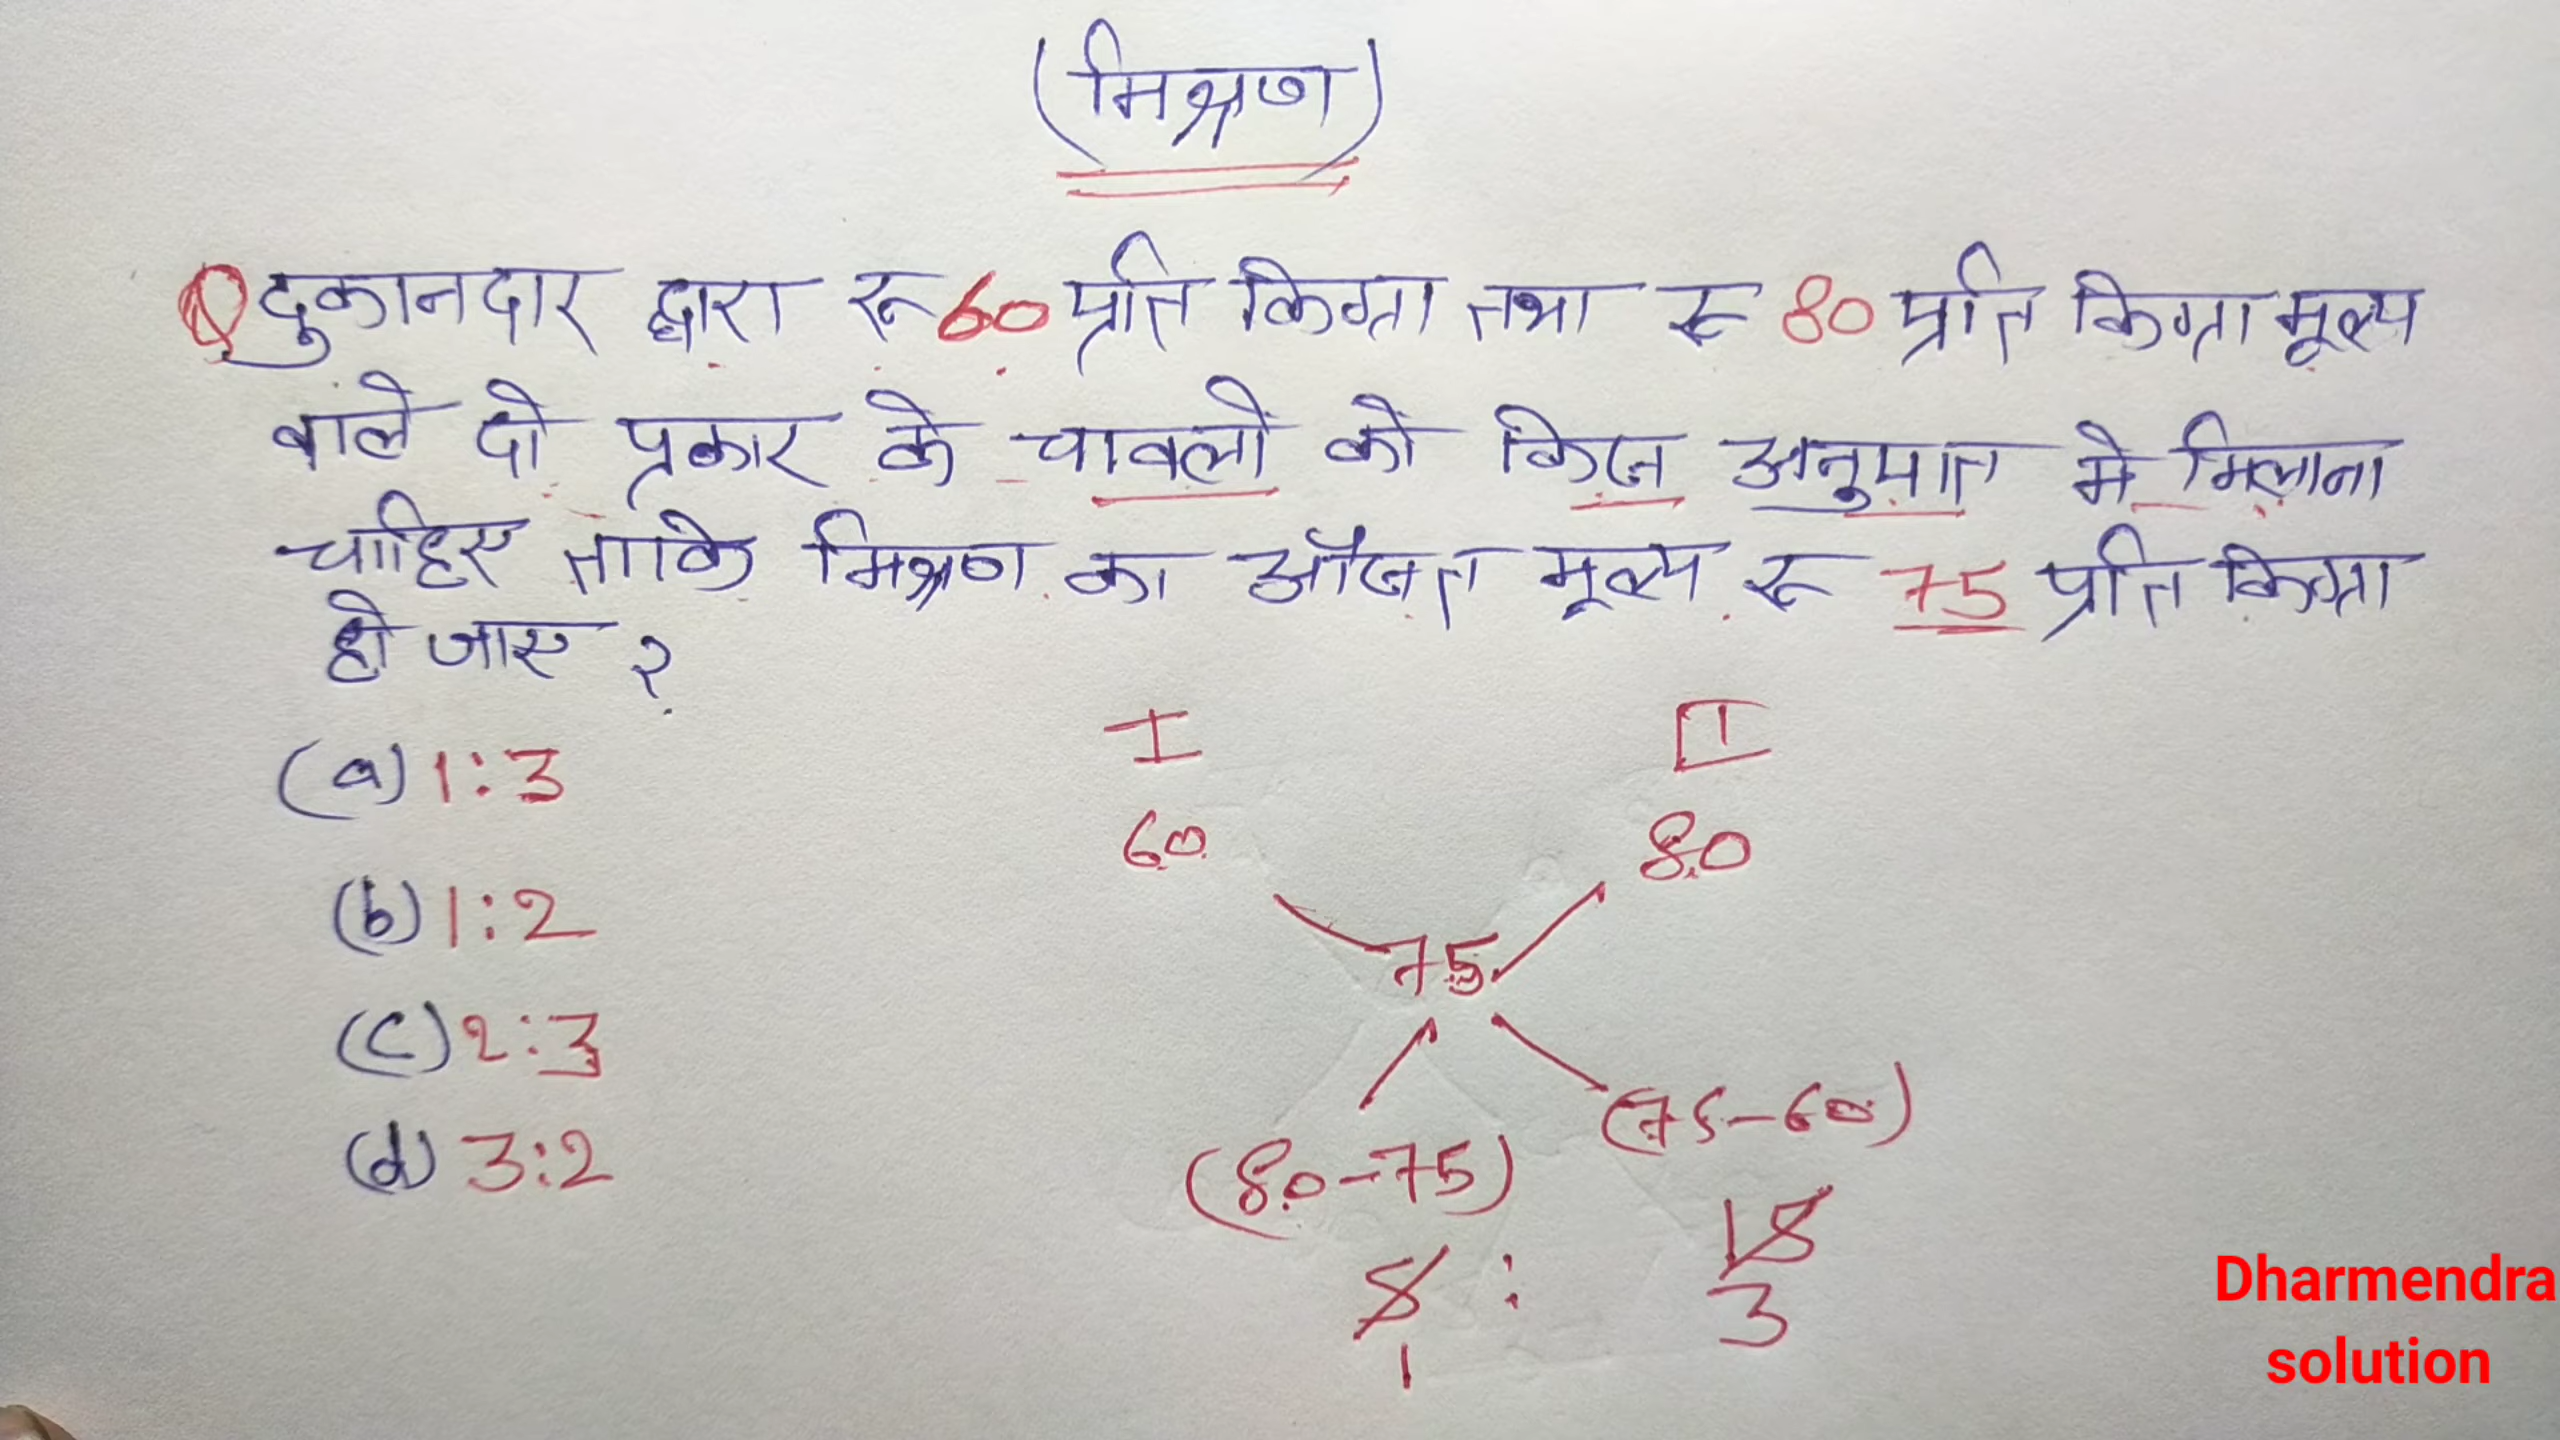 (मिश्रण)
Q दुकानदार द्वारा रू 60 प्रति किग्रा तथा रू 80 प्रति किग्रा मूल्य
वाले दो प्रकार के चावलों को किस अनुपात मे मिलाना
चाहिए ताकि मिश्रण का औसत मूल्य रू 75 प्रति किग्रा
हो जाए ?
(a) 1:3
(b) 1:2
(c) 2:3
(d) 3:2
I II
60 80
75
(80-75) (75-60)
5 : 15
1 3
Dharmendra
solution